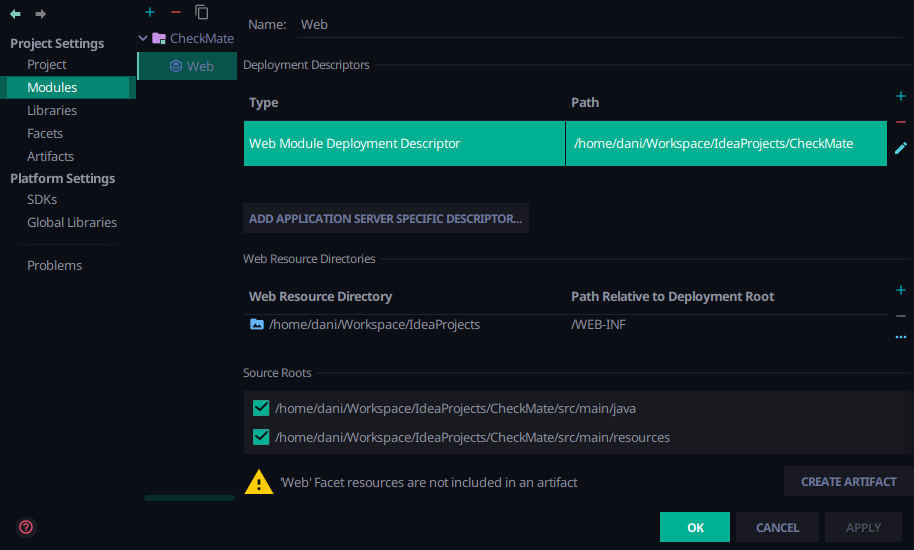 Project Settings
Project
Modules
Libraries
Facets
Artifacts
Platform Settings
SDKs
Global Libraries
Problems
CheckMate
Web
Name: Web
Deployment Descriptors
Type Path
Web Module Deployment Descriptor /home/dani/Workspace/IdeaProjects/CheckMate
ADD APPLICATION SERVER SPECIFIC DESCRIPTOR...
Web Resource Directories
Web Resource Directory Path Relative to Deployment Root
/home/dani/Workspace/IdeaProjects /WEB-INF
Source Roots
/home/dani/Workspace/IdeaProjects/CheckMate/src/main/java
/home/dani/Workspace/IdeaProjects/CheckMate/src/main/resources
'Web' Facet resources are not included in an artifact CREATE ARTIFACT
OK CANCEL APPLY